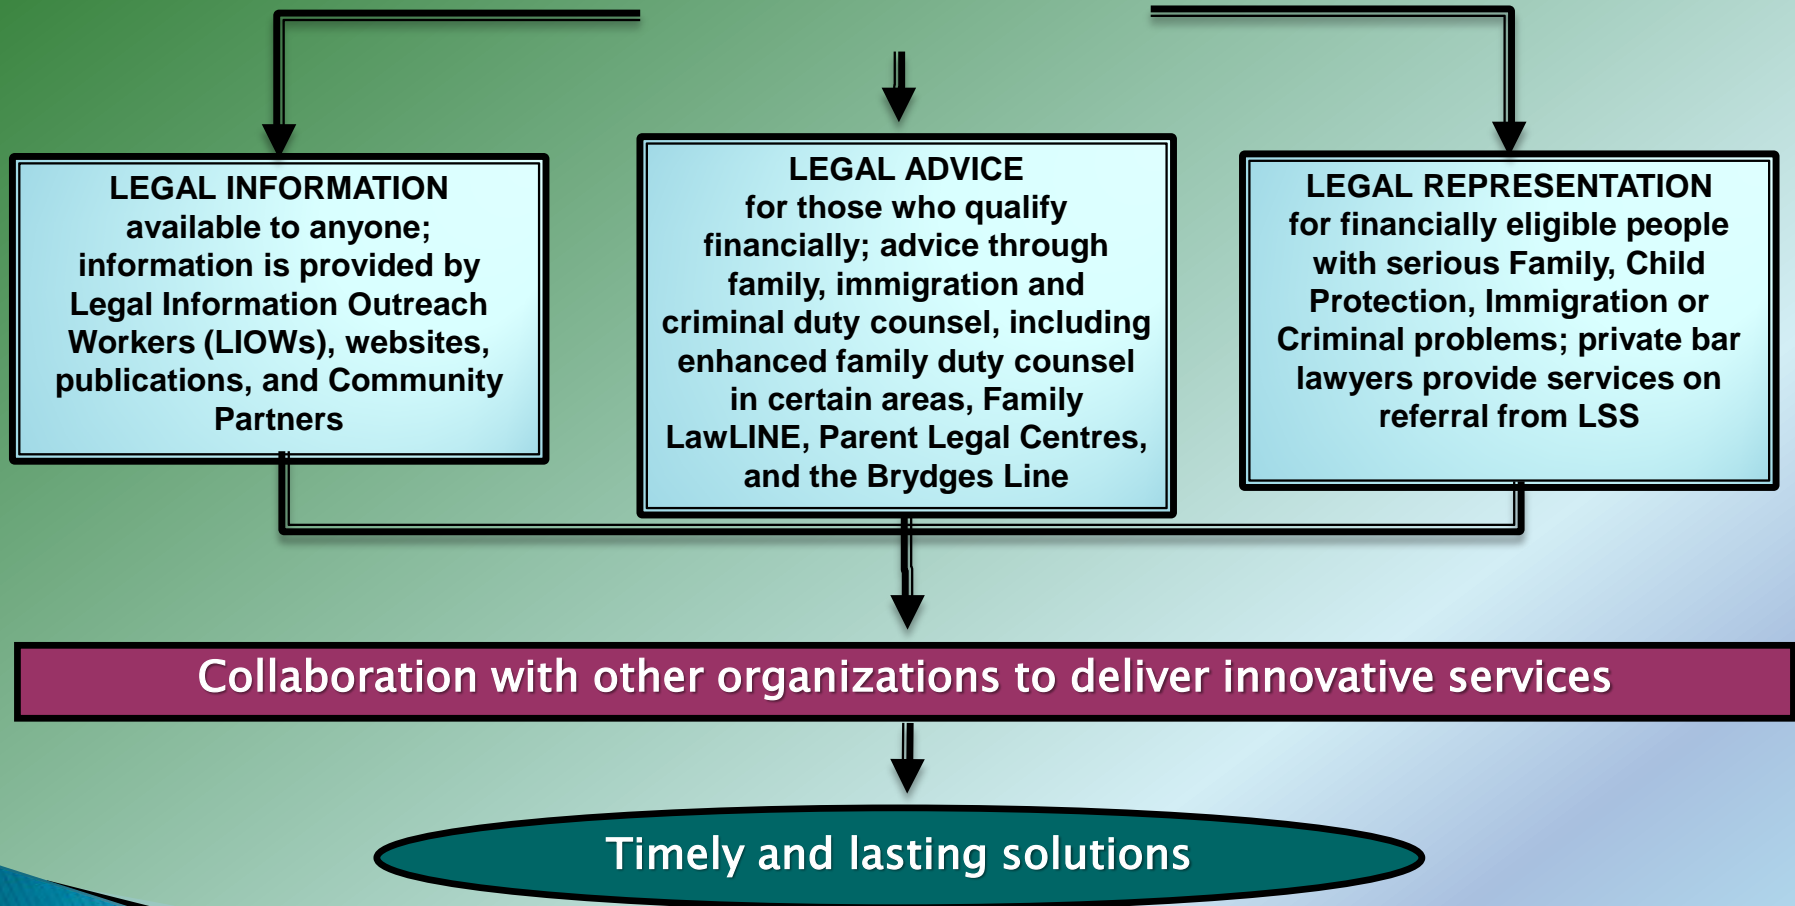 LEGAL INFORMATION
available to anyone;
information is provided by
Legal Information Outreach
Workers (LIOWs), websites,
publications, and Community
Partners
LEGAL ADVICE
for those who qualify
financially; advice through
family, immigration and
criminal duty counsel, including
enhanced family duty counsel
in certain areas, Family
LawLINE, Parent Legal Centres,
and the Brydges Line
LEGAL REPRESENTATION
for financially eligible people
with serious Family, Child
Protection, Immigration or
Criminal problems; private bar
lawyers provide services on
referral from LSS
Collaboration with other organizations to deliver innovative services
Timely and lasting solutions